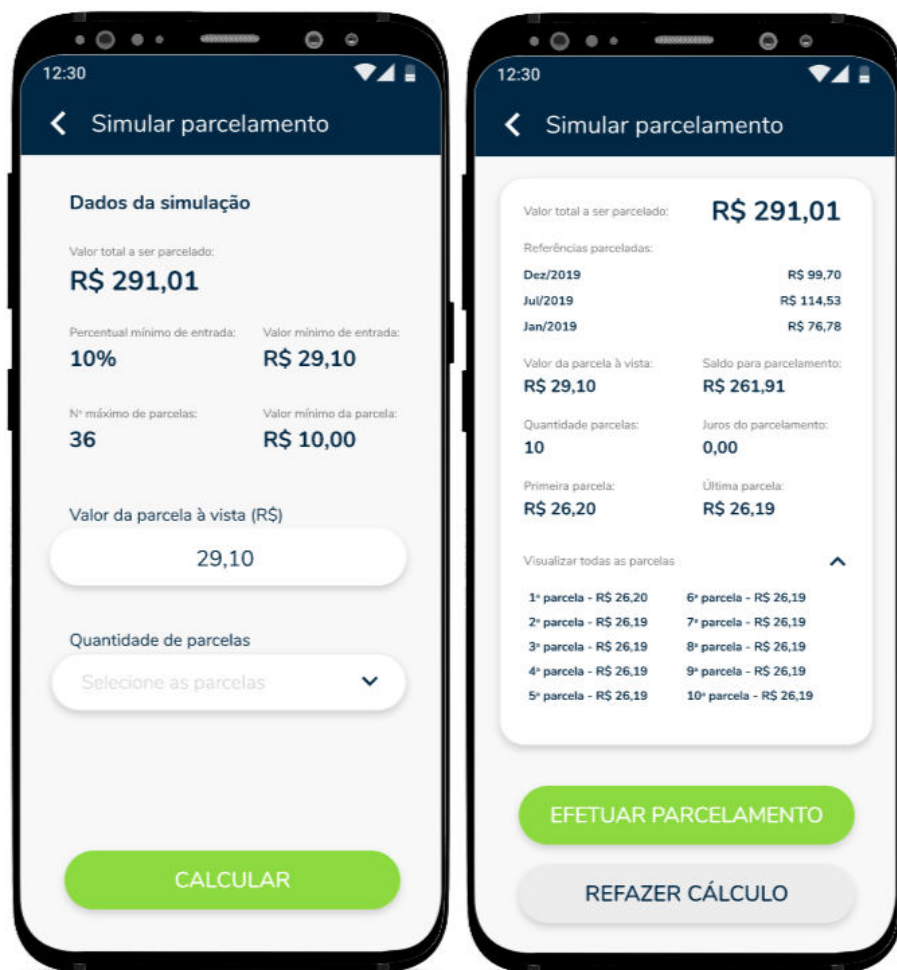 12:30
Simular parcelamento
Dados da simulação
Valor total a ser parcelado:
R$ 291,01
Percentual mínimo de entrada: Valor mínimo de entrada:
10% R$ 29,10
Nº máximo de parcelas: Valor mínimo da parcela:
36 R$ 10,00
Valor da parcela à vista (R$)
29,10
Quantidade de parcelas
Selecione as parcelas
CALCULAR
12:30
Simular parcelamento
Valor total a ser parcelado: R$ 291,01
Referências parceladas:
Dez/2019 R$ 99,70
Jul/2019 R$ 114,53
Jan/2019 R$ 76,78
Valor da parcela à vista: Saldo para parcelamento:
R$ 29,10 R$ 261,91
Quantidade parcelas: Juros do parcelamento:
10 0,00
Primeira parcela: Última parcela:
R$ 26,20 R$ 26,19
Visualizar todas as parcelas
1ª parcela - R$ 26,20 6ª parcela - R$ 26,19
2ª parcela - R$ 26,19 7ª parcela - R$ 26,19
3ª parcela - R$ 26,19 8ª parcela - R$ 26,19
4ª parcela - R$ 26,19 9ª parcela - R$ 26,19
5ª parcela - R$ 26,19 10ª parcela - R$ 26,19
EFETUAR PARCELAMENTO
REFAZER CÁLCULO